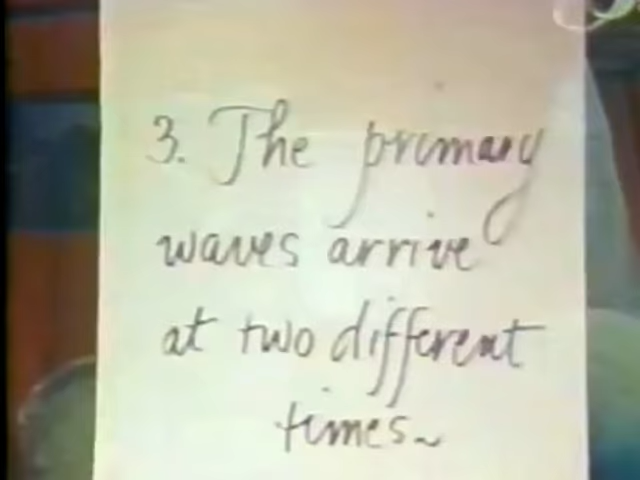 3. The primary
waves arrive
at two different
times~